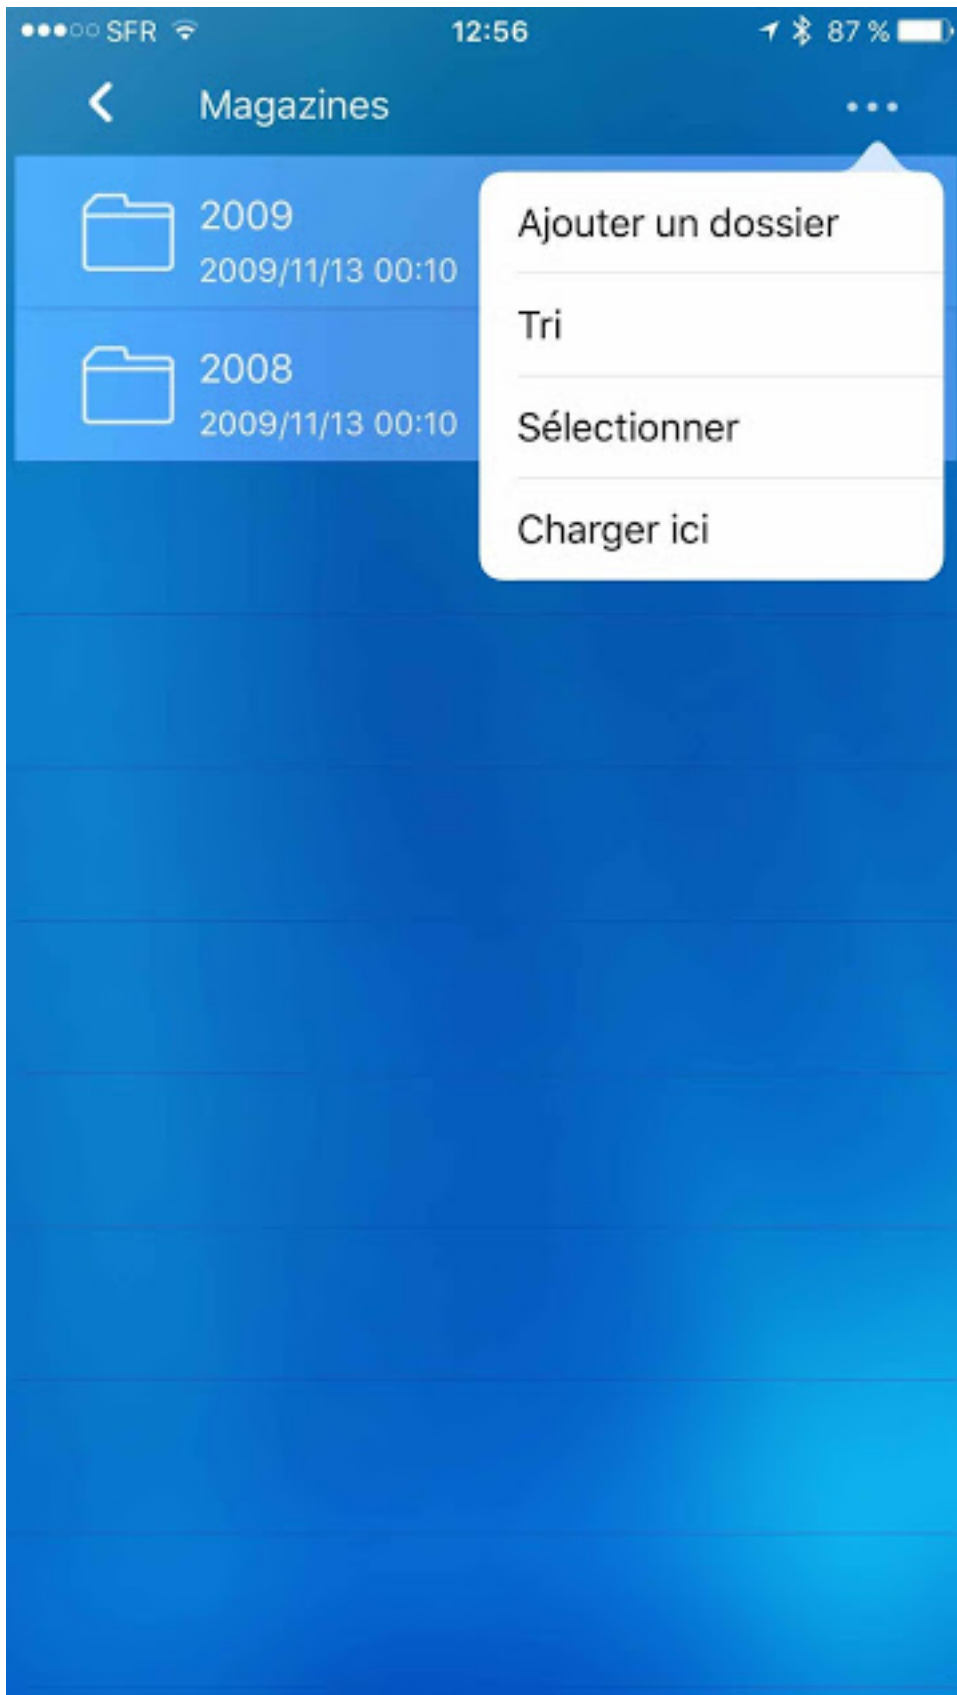 SFR 12:56 87 %
Magazines
2009
2009/11/13 00:10
2008
2009/11/13 00:10
Ajouter un dossier
Tri
Sélectionner
Charger ici